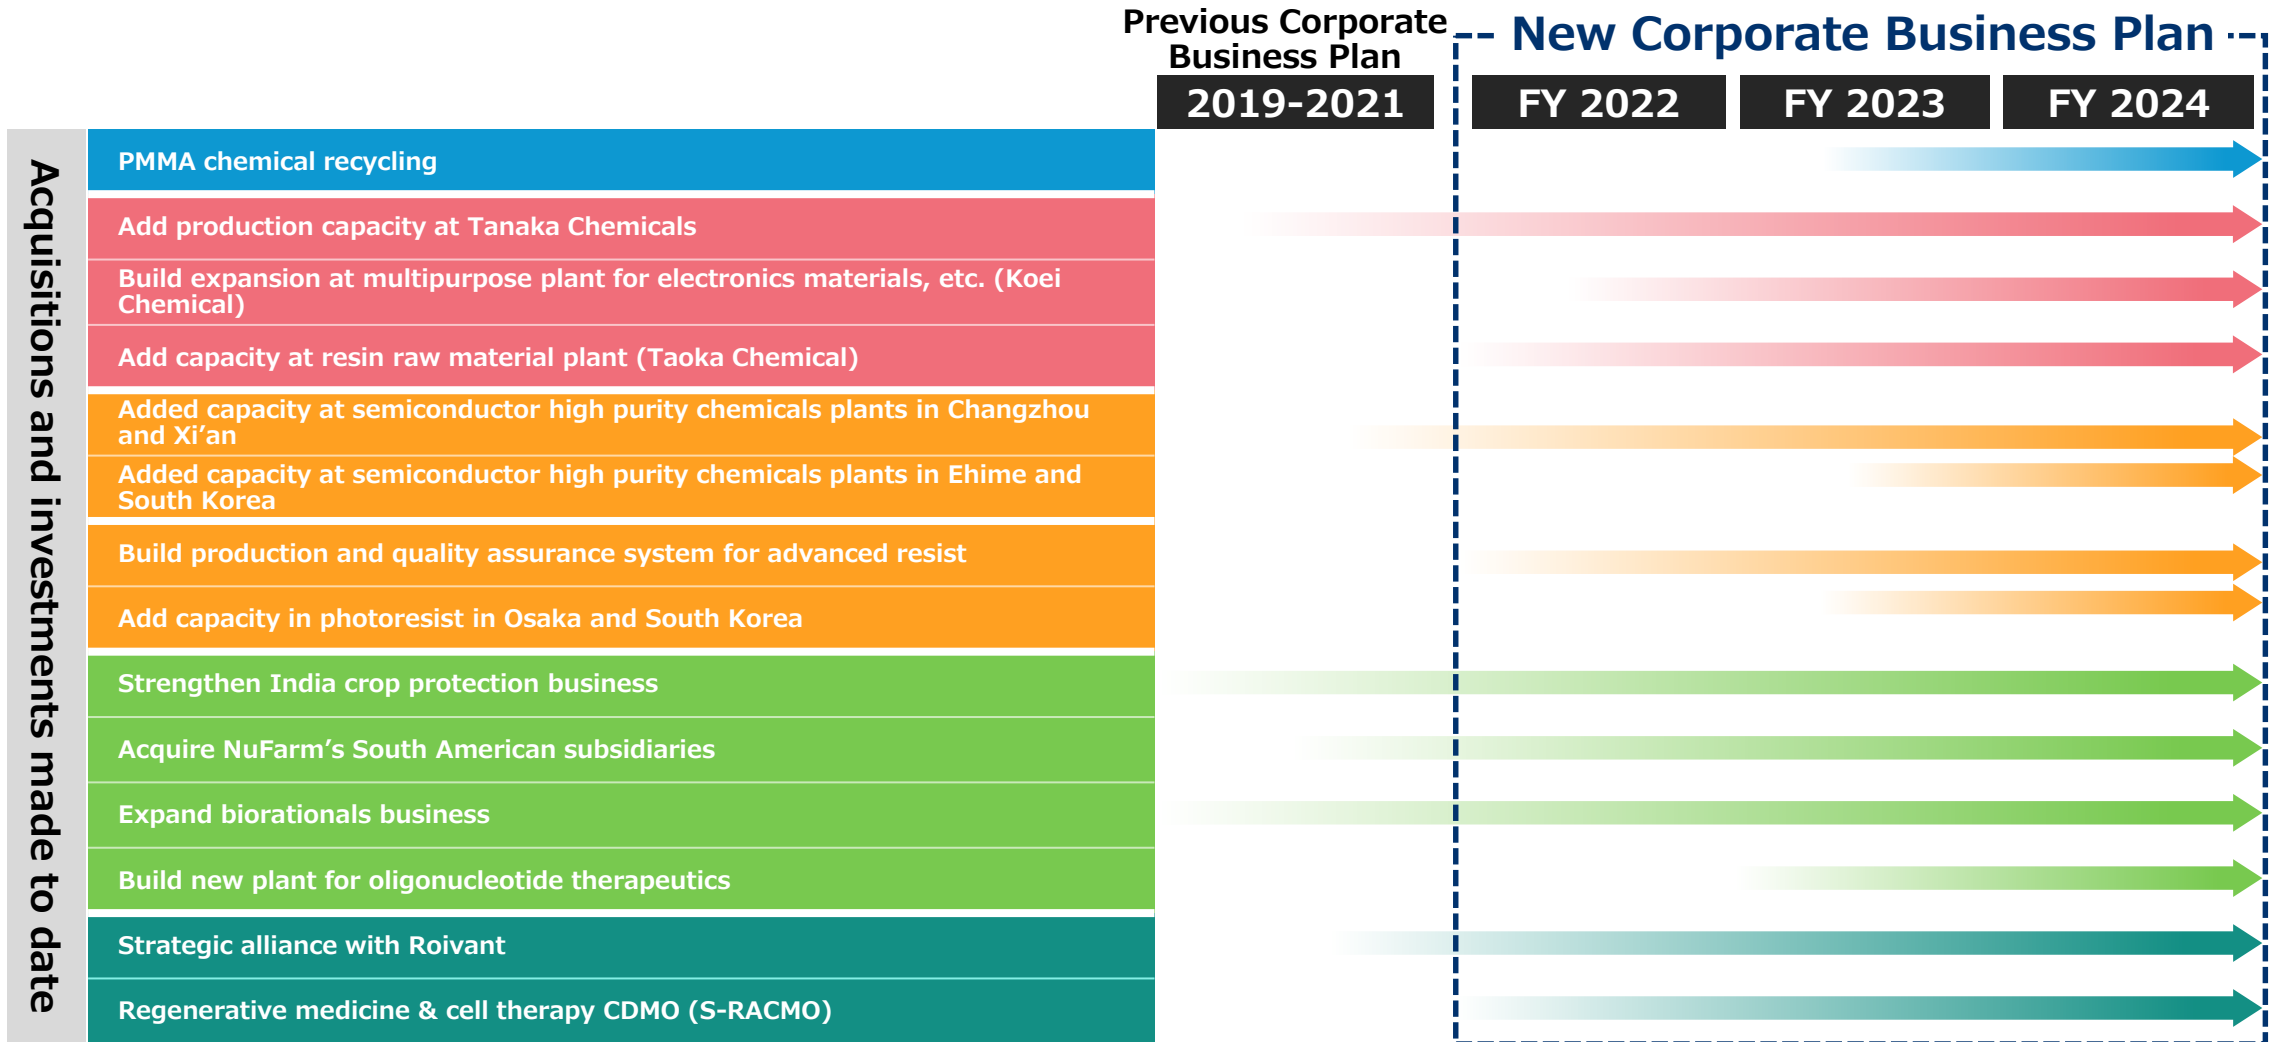 Previous Corporate
Business Plan
New Corporate Business Plan
2019-2021
FY 2022
FY 2023
FY 2024
Acquisitions and investments made to date
PMMA chemical recycling
Add production capacity at Tanaka Chemicals
Build expansion at multipurpose plant for electronics materials, etc. (Koei
Chemical)
Add capacity at resin raw material plant (Taoka Chemical)
Added capacity at semiconductor high purity chemicals plants in Changzhou
and Xi’an
Added capacity at semiconductor high purity chemicals plants in Ehime and
South Korea
Build production and quality assurance system for advanced resist
Add capacity in photoresist in Osaka and South Korea
Strengthen India crop protection business
Acquire NuFarm’s South American subsidiaries
Expand biorationals business
Build new plant for oligonucleotide therapeutics
Strategic alliance with Roivant
Regenerative medicine & cell therapy CDMO (S-RACMO)